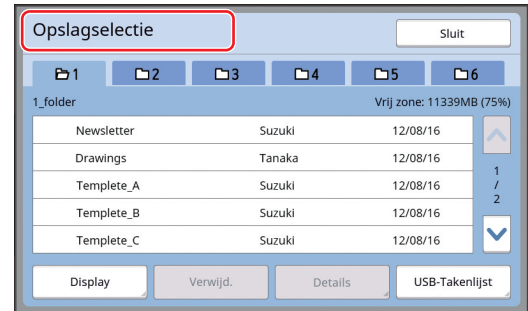 Opslagselectie Sluit
1 2 3 4 5 6
1_folder Vrij zone: 11339MB (75%)
Newsletter Suzuki 12/08/16
Drawings Tanaka 12/08/16
Templete_A Suzuki 12/08/16
Templete_B Suzuki 12/08/16
Templete_C Suzuki 12/08/16
1
/
2
Display Verwijd. Details USB-Takenlijst